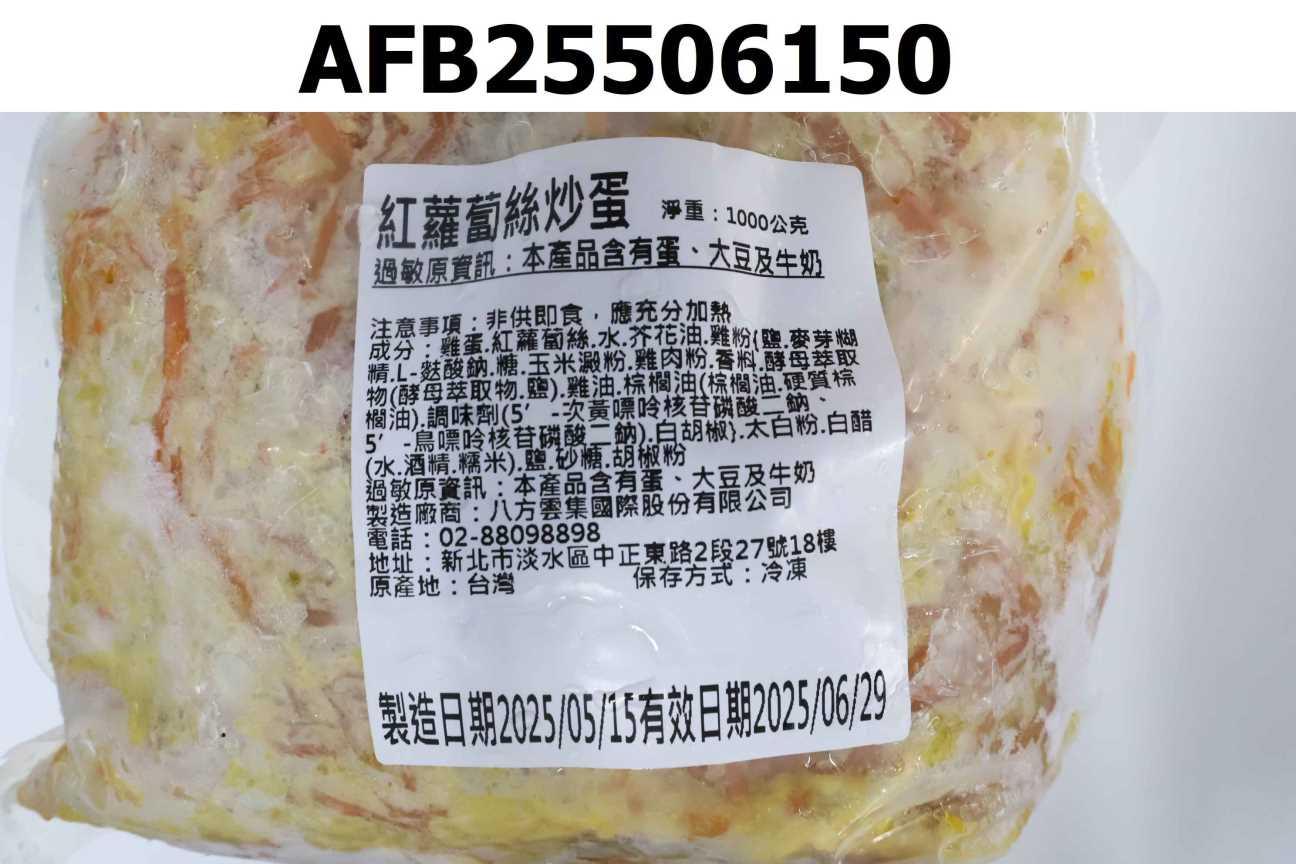 AFB25506150
紅蘿蔔絲炒蛋 淨重：1000公克
過敏原資訊：本產品含有蛋、大豆及牛奶
注意事項：非供即食，應充分加熱
成分：雞蛋.紅蘿蔔絲.水.芥花油.雞粉{鹽.麥芽糊
精.L-麩酸鈉.糖.玉米澱粉.雞肉粉.香料.酵母萃取
物(酵母萃取物.鹽).雞油.棕櫚油(棕櫚油.硬質棕
櫚油).調味劑(5’-次黃嘌呤核苷磷酸二鈉、
5’-鳥嘌呤核苷磷酸二鈉).白胡椒}.太白粉.白醋
(水.酒精.糯米).鹽.砂糖.胡椒粉
過敏原資訊：本產品含有蛋、大豆及牛奶
製造廠商：八方雲集國際股份有限公司
電話：02-88098898
地址：新北市淡水區中正東路2段27號18樓
原產地：台灣 保存方式：冷凍
製造日期2025/05/15有效日期2025/06/29